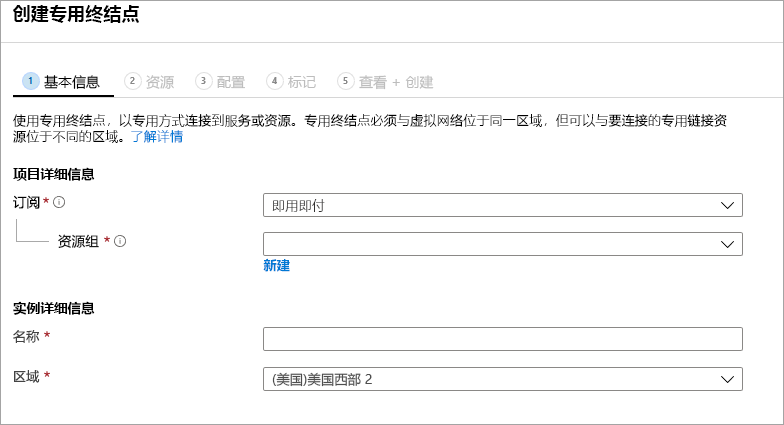 创建专用终结点
1 基本信息 2 资源 3 配置 4 标记 5 查看 + 创建
使用专用终结点，以专用方式连接到服务或资源。专用终结点必须与虚拟网络位于同一区域，但可以与要连接的专用链接资
源位于不同的区域。了解详情
项目详细信息
订阅 *
即用即付
资源组 *
新建
实例详细信息
名称 *
区域 *
(美国)美国西部 2